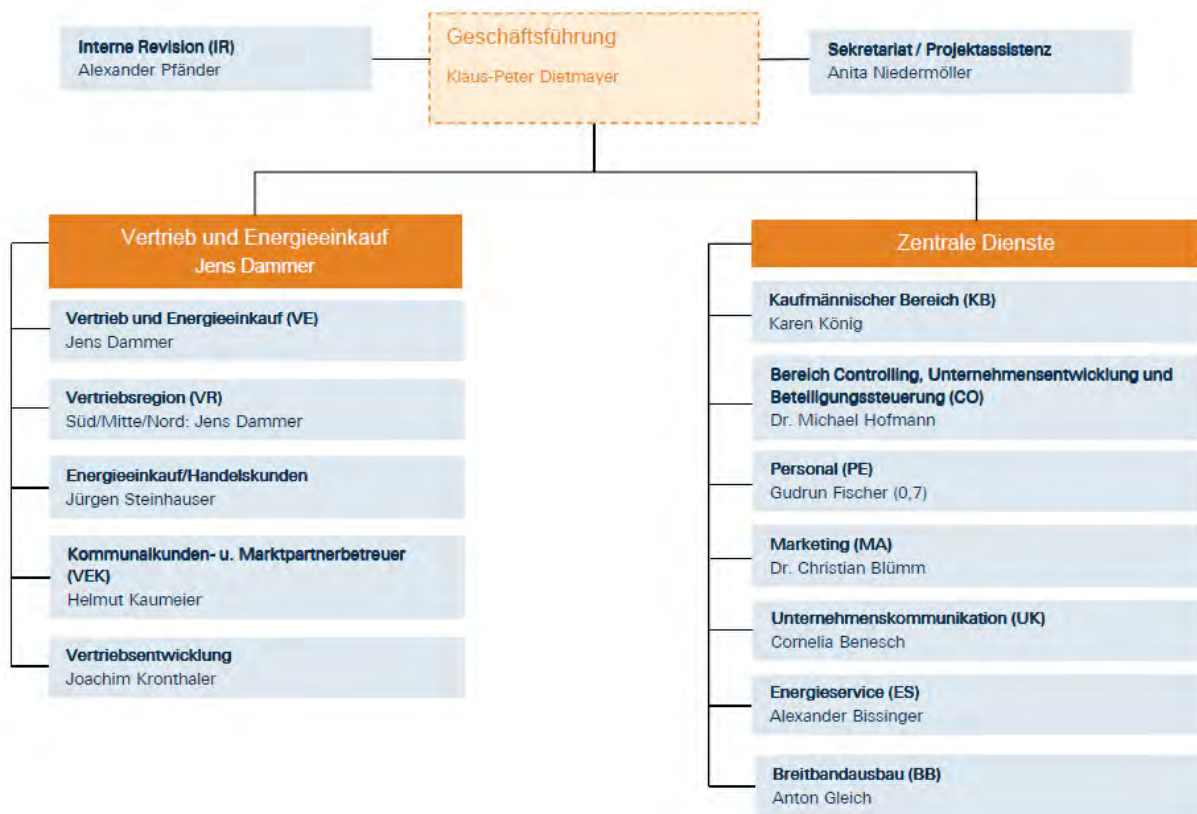 Interne Revision (IR)
Alexander Pfänder
Geschäftsführung
Klaus-Peter Dietmayer
Sekretariat / Projektassistenz
Anita Niedermöller
Vertrieb und Energieeinkauf
Jens Dammer
Vertrieb und Energieeinkauf (VE)
Jens Dammer
Vertriebsregion (VR)
Süd/Mitte/Nord: Jens Dammer
Energieeinkauf/Handelskunden
Jürgen Steinhauser
Kommunalkunden- u. Marktpartnerbetreuer
(VEK)
Helmut Kaumeier
Vertriebsentwicklung
Joachim Kronthaler
Zentrale Dienste
Kaufmännischer Bereich (KB)
Karen König
Bereich Controlling, Unternehmensentwicklung und
Beteiligungssteuerung (CO)
Dr. Michael Hofmann
Personal (PE)
Gudrun Fischer (0,7)
Marketing (MA)
Dr. Christian Blümm
Unternehmenskommunikation (UK)
Cornelia Benesch
Energieservice (ES)
Alexander Bissinger
Breitbandausbau (BB)
Anton Gleich